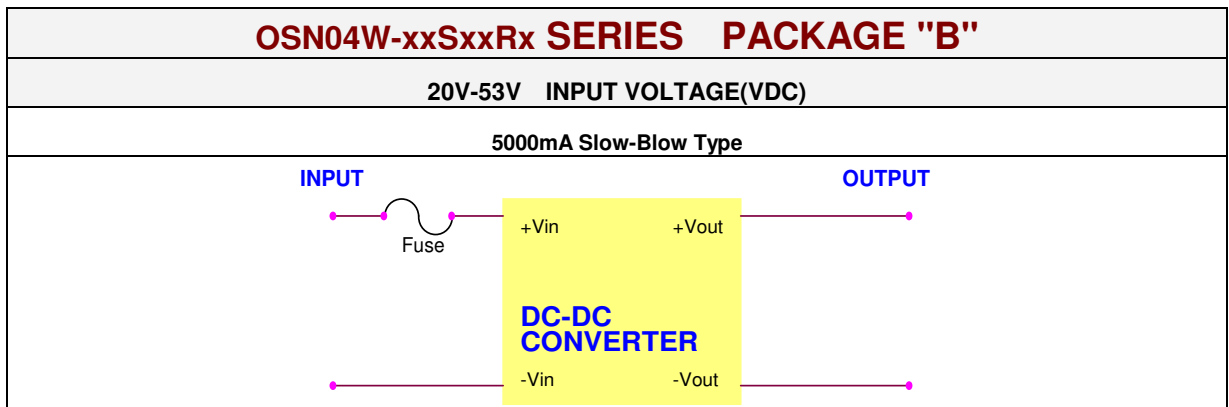 OSN04W-xxSxxRx SERIES PACKAGE "B"
20V-53V INPUT VOLTAGE(VDC)
5000mA Slow-Blow Type
INPUT OUTPUT
Fuse
+Vin +Vout
DC-DC
CONVERTER
-Vin -Vout